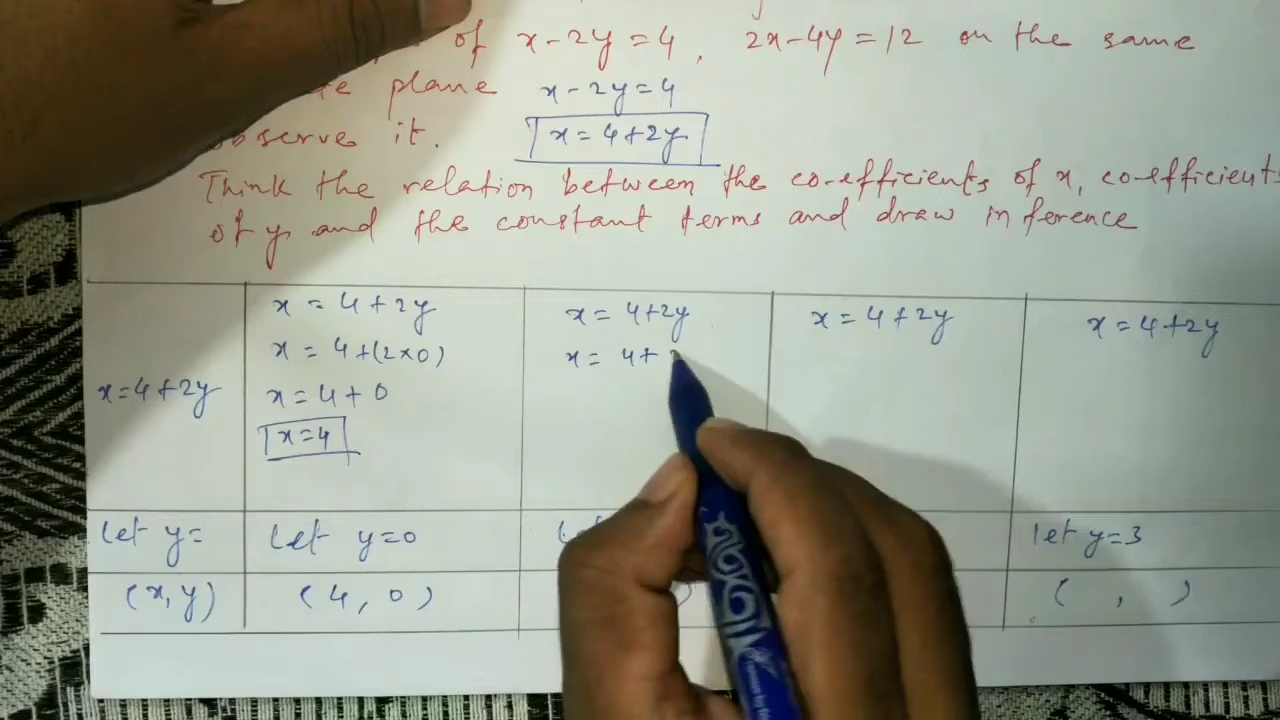 of x-2y=4, 2x-4y=12 on the same
plane x-2y=4
observe it. x=4+2y
Think the relation between the co-efficients of x, co-efficients
of y and the constant terms and draw inference
x=4+2y x=4+2y x=4+2y x=4+2y
x=4+(2×0) x=4+
x=4+2y x=4+0
x=4
Let y= Let y=0 let y=3
(x,y) (4,0) ) ( , )